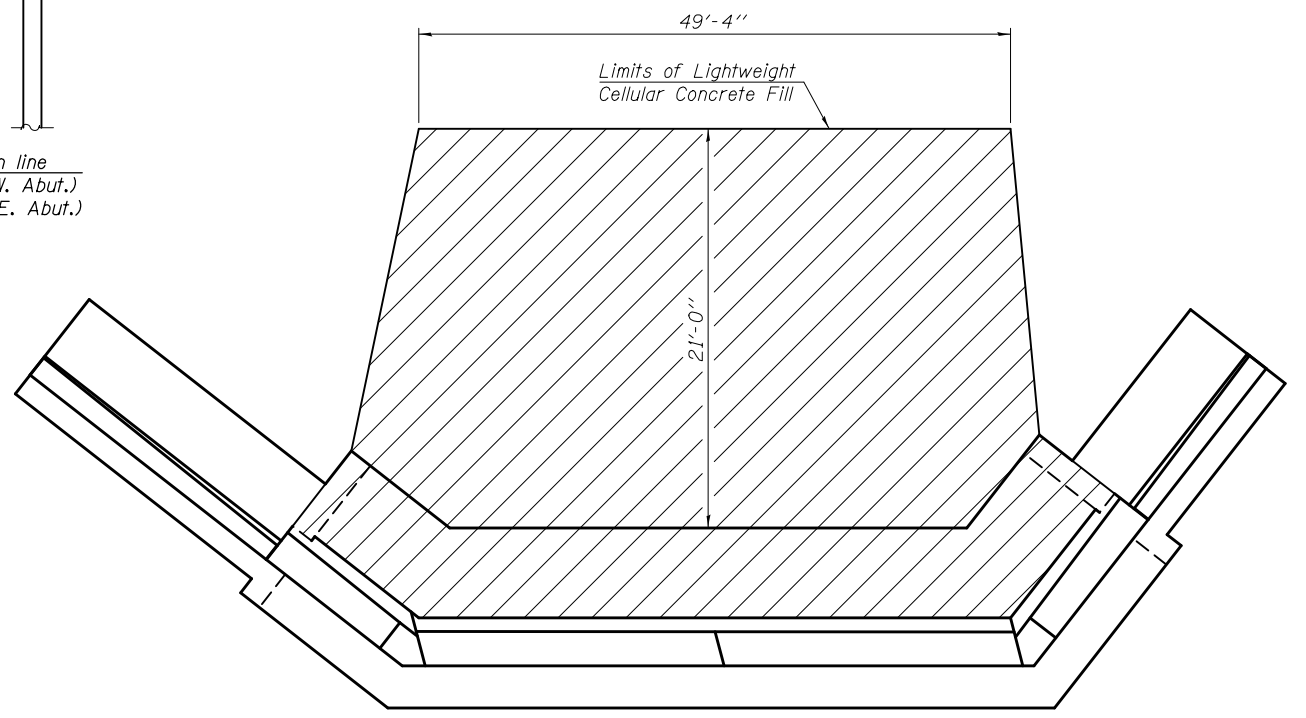 49'-4''
Limits of Lightweight
Cellular Concrete Fill
line
Abut.)
E. Abut.)
21'-0''